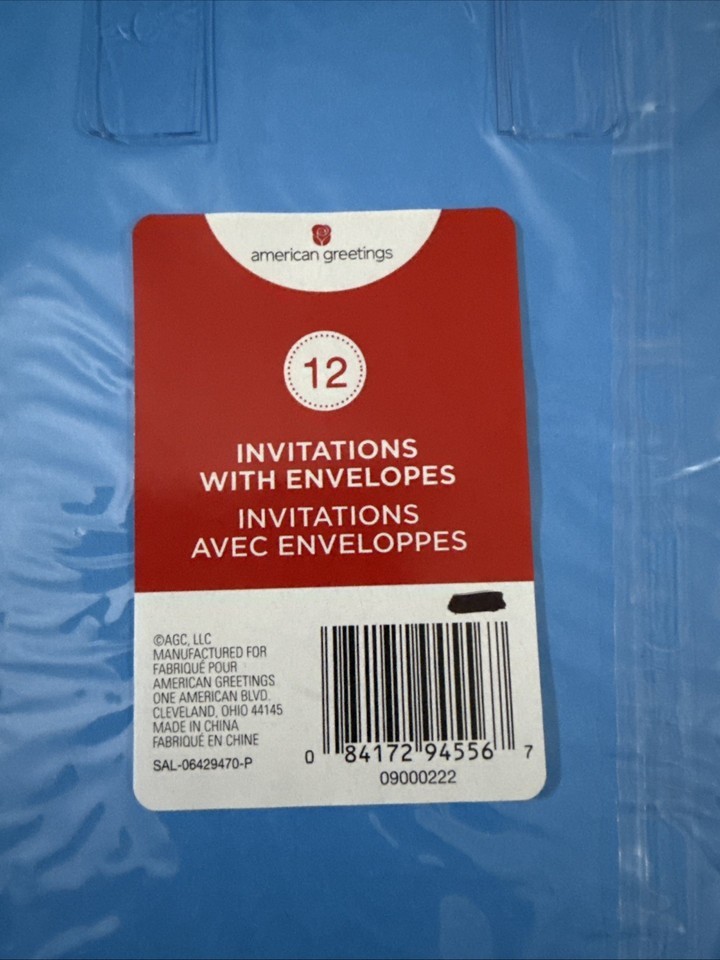 american greetings
12
INVITATIONS
WITH ENVELOPES
INVITATIONS
AVEC ENVELOPPES
©AGC, LLC
MANUFACTURED FOR
FABRIQUÉ POUR
AMERICAN GREETINGS
ONE AMERICAN BLVD.
CLEVELAND, OHIO 44145
MADE IN CHINA
FABRIQUÉ EN CHINE
SAL-06429470-P
0 84172 94556 7
09000222